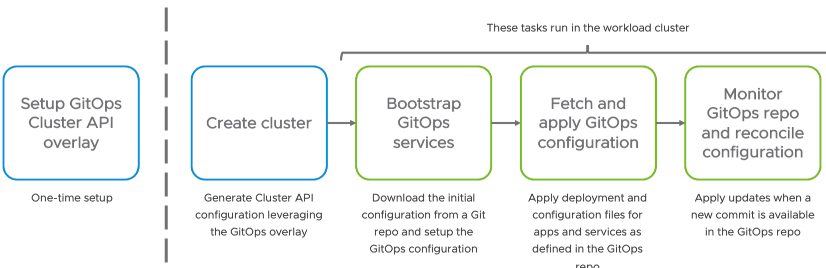 These tasks run in the workload cluster
Setup GitOps
Cluster API
overlay
Create cluster
Bootstrap
GitOps
services
Fetch and
apply GitOps
configuration
Monitor
GitOps repo
and reconcile
configuration
One-time setup
Generate Cluster API
configuration leveraging
the GitOps overlay
Download the initial
configuration from a Git
repo and setup the
GitOps configuration
Apply deployment and
configuration files for
apps and services as
defined in the GitOps
repo
Apply updates when a
new commit is available
in the GitOps repo